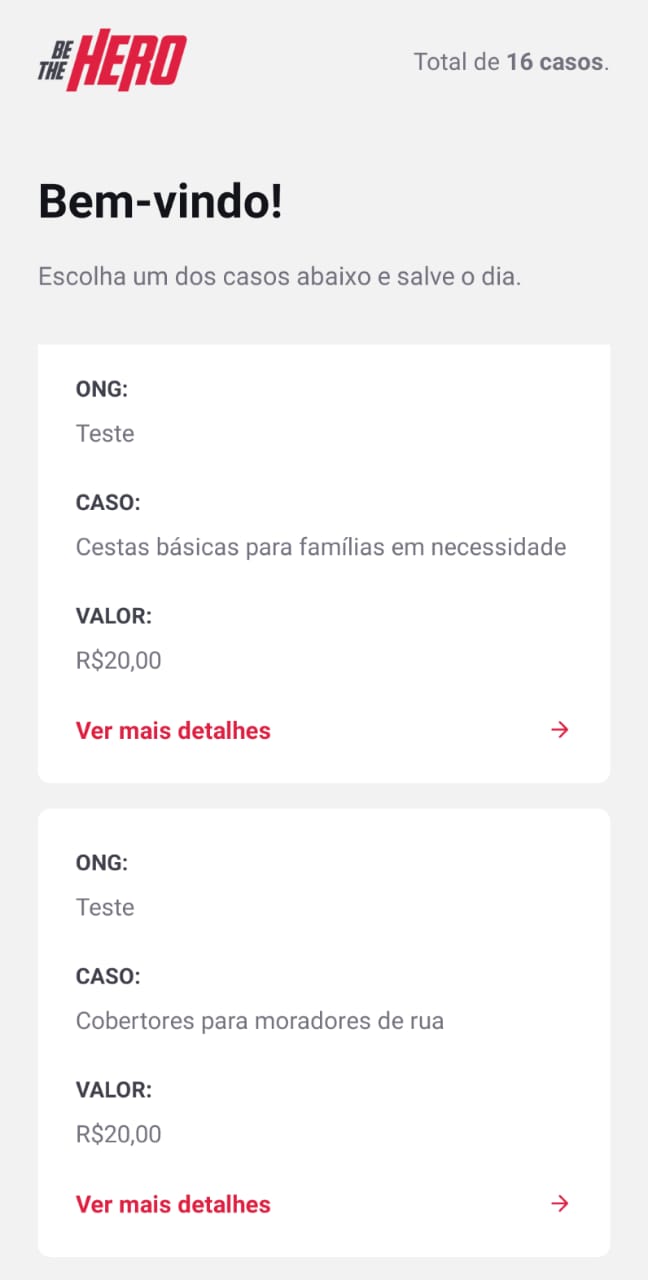 BE THE HERO
Total de 16 casos.
Bem-vindo!
Escolha um dos casos abaixo e salve o dia.
ONG:
Teste
CASO:
Cestas básicas para famílias em necessidade
VALOR:
R$20,00
Ver mais detalhes →
ONG:
Teste
CASO:
Cobertores para moradores de rua
VALOR:
R$20,00
Ver mais detalhes →